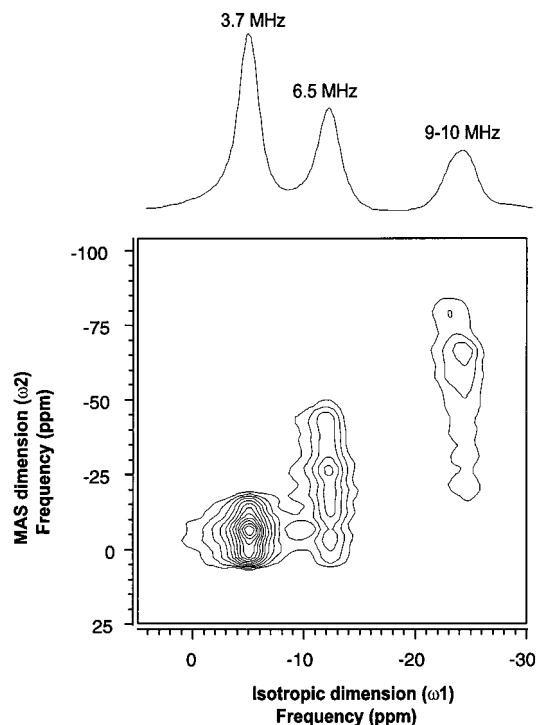 3.7 MHz
6.5 MHz
9-10 MHz
-100
-75
-50
-25
0
25
MAS dimension (ω2)
Frequency (ppm)
0
-10
-20
-30
Isotropic dimension (ω1)
Frequency (ppm)